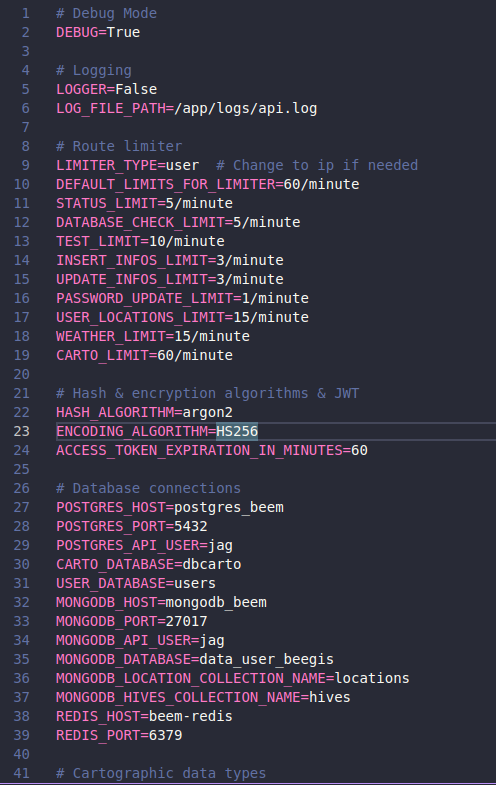 1 # Debug Mode
2 DEBUG=True
3
4 # Logging
5 LOGGER=False
6 LOG_FILE_PATH=/app/logs/api.log
7
8 # Route limiter
9 LIMITER_TYPE=user  # Change to ip if needed
10 DEFAULT_LIMITS_FOR_LIMITER=60/minute
11 STATUS_LIMIT=5/minute
12 DATABASE_CHECK_LIMIT=5/minute
13 TEST_LIMIT=10/minute
14 INSERT_INFOS_LIMIT=3/minute
15 UPDATE_INFOS_LIMIT=3/minute
16 PASSWORD_UPDATE_LIMIT=1/minute
17 USER_LOCATIONS_LIMIT=15/minute
18 WEATHER_LIMIT=15/minute
19 CARTO_LIMIT=60/minute
20
21 # Hash & encryption algorithms & JWT
22 HASH_ALGORITHM=argon2
23 ENCODING_ALGORITHM=HS256
24 ACCESS_TOKEN_EXPIRATION_IN_MINUTES=60
25
26 # Database connections
27 POSTGRES_HOST=postgres_beem
28 POSTGRES_PORT=5432
29 POSTGRES_API_USER=jag
30 CARTO_DATABASE=dbcarto
31 USER_DATABASE=users
32 MONGODB_HOST=mongodb_beem
33 MONGODB_PORT=27017
34 MONGODB_API_USER=jag
35 MONGODB_DATABASE=data_user_beegis
36 MONGODB_LOCATION_COLLECTION_NAME=locations
37 MONGODB_HIVES_COLLECTION_NAME=hives
38 REDIS_HOST=beem-redis
39 REDIS_PORT=6379
40
41 # Cartographic data types